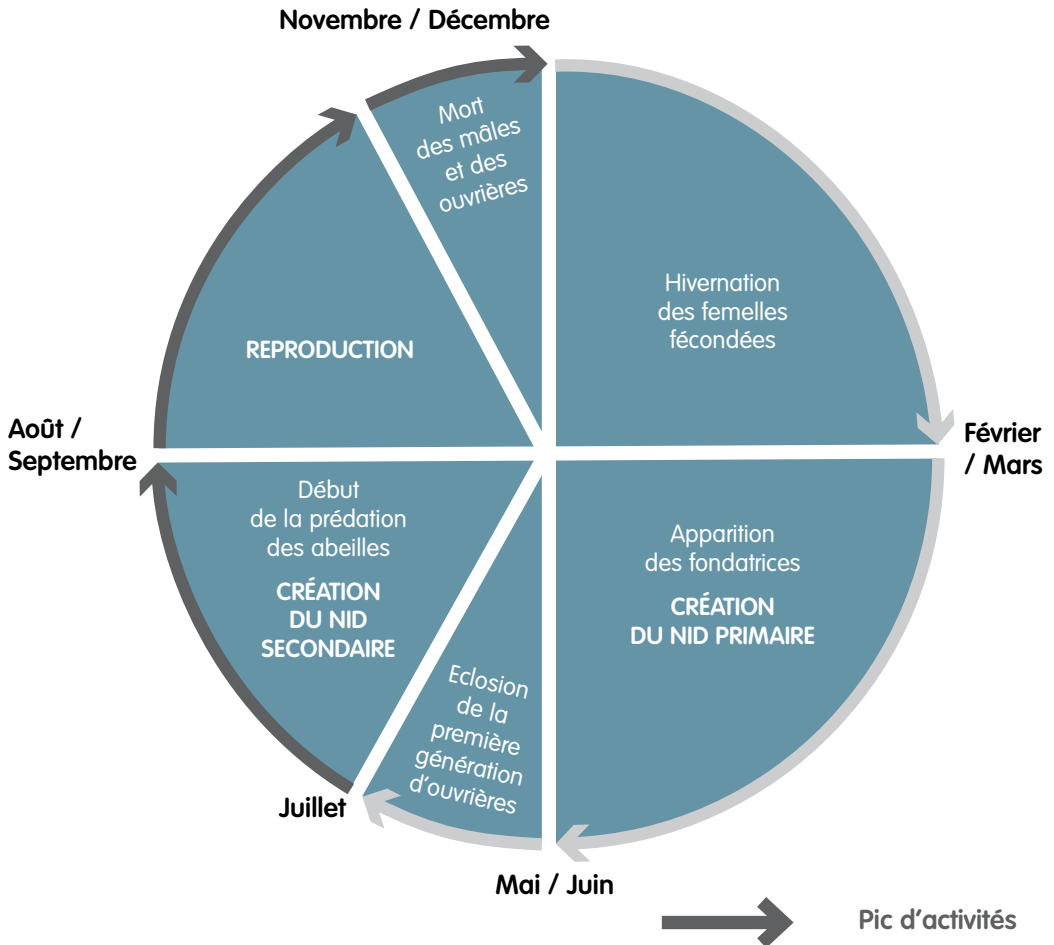 Novembre / Décembre
Mort
des mâles
et des
ouvrières
Hivernation
des femelles
fécondées
REPRODUCTION
Août /
Septembre
Février
/ Mars
Début
de la prédation
des abeilles
CRÉATION
DU NID
SECONDAIRE
Apparition
des fondatrices
CRÉATION
DU NID PRIMAIRE
Eclosion
de la
première
génération
d'ouvrières
Juillet
Mai / Juin
Pic d'activités